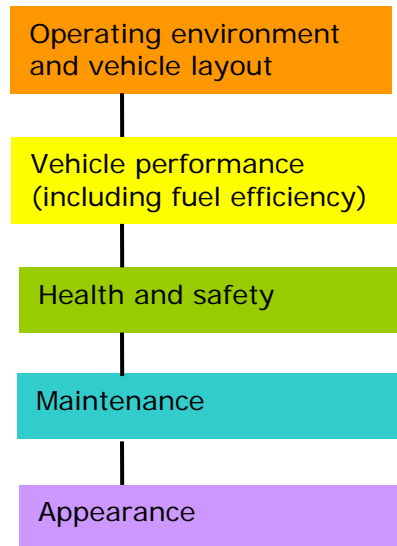 Operating environment
and vehicle layout
Vehicle performance
(including fuel efficiency)
Health and safety
Maintenance
Appearance